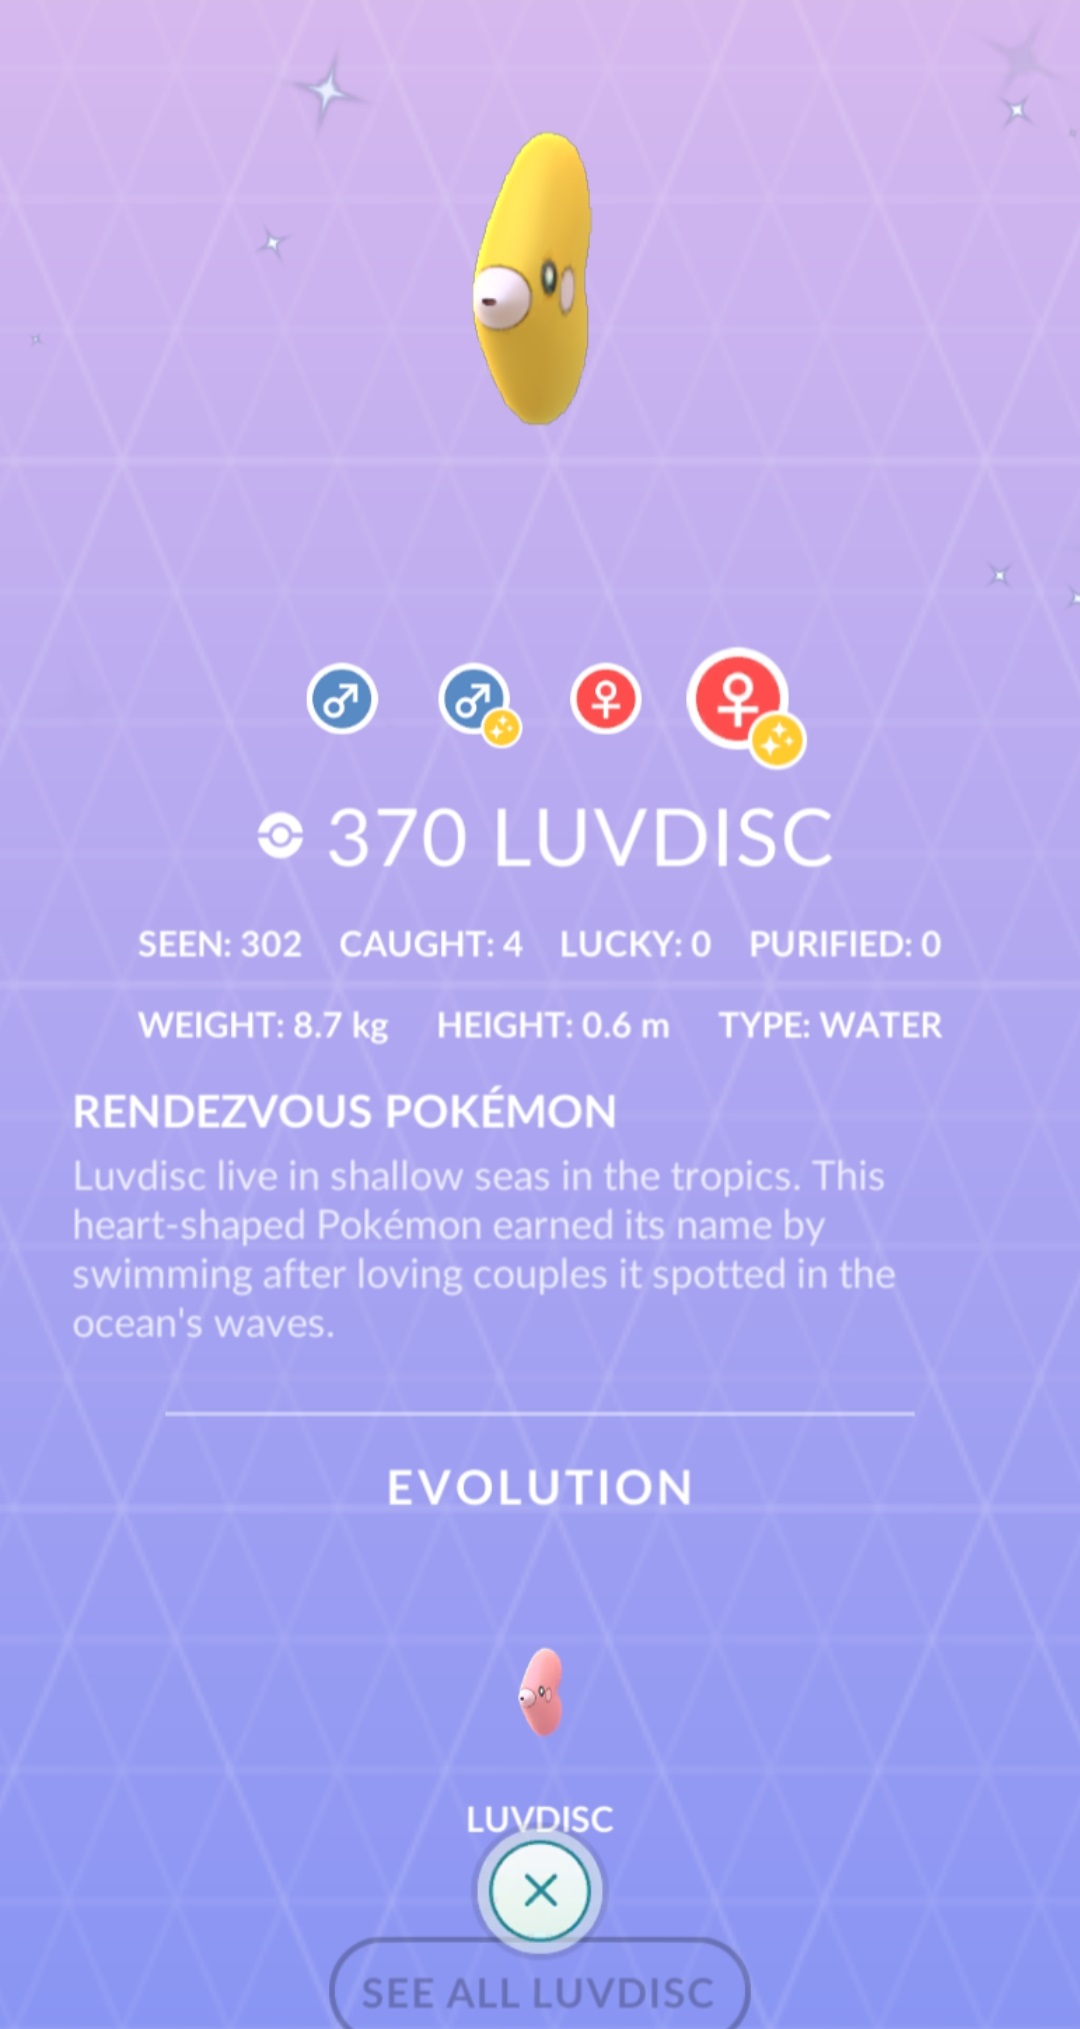 370 LUVDISC
SEEN: 302 CAUGHT: 4 LUCKY: 0 PURIFIED: 0
WEIGHT: 8.7 kg HEIGHT: 0.6 m TYPE: WATER
RENDEZVOUS POKÉMON
Luvdisc live in shallow seas in the tropics. This
heart-shaped Pokémon earned its name by
swimming after loving couples it spotted in the
ocean's waves.
EVOLUTION
LUVDISC
SEE ALL LUVDISC